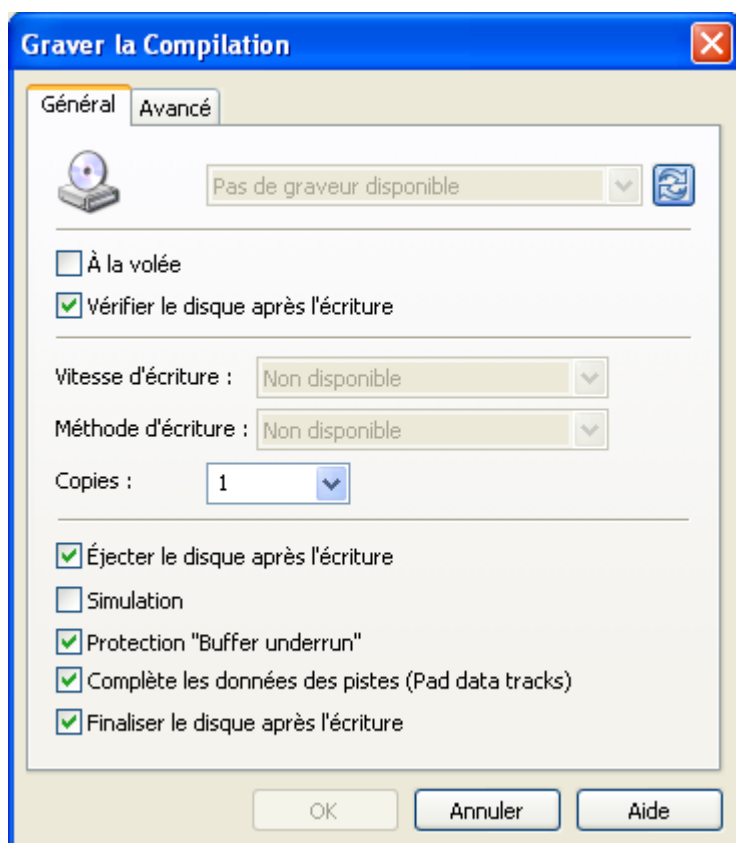 Graver la Compilation
Général Avancé
Pas de graveur disponible
À la volée
Vérifier le disque après l'écriture
Vitesse d'écriture : Non disponible
Méthode d'écriture : Non disponible
Copies : 1
Éjecter le disque après l'écriture
Simulation
Protection "Buffer underrun"
Complète les données des pistes (Pad data tracks)
Finaliser le disque après l'écriture
OK Annuler Aide